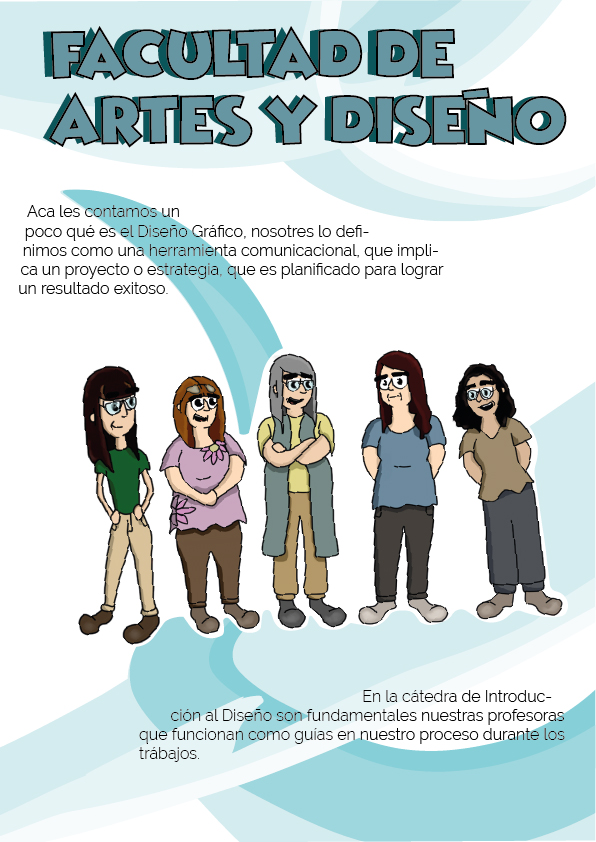 FACULTAD DE
ARTES Y DISEÑO
Aca les contamos un
poco qué es el Diseño Gráfico, nosotres lo defi-
nimos como una herramienta comunicacional, que impli-
ca un proyecto o estrategia, que es planificado para lograr
un resultado exitoso.
En la cátedra de Introduc-
ción al Diseño son fundamentales nuestras profesoras
que funcionan como guías en nuestro proceso durante los
trábajos.